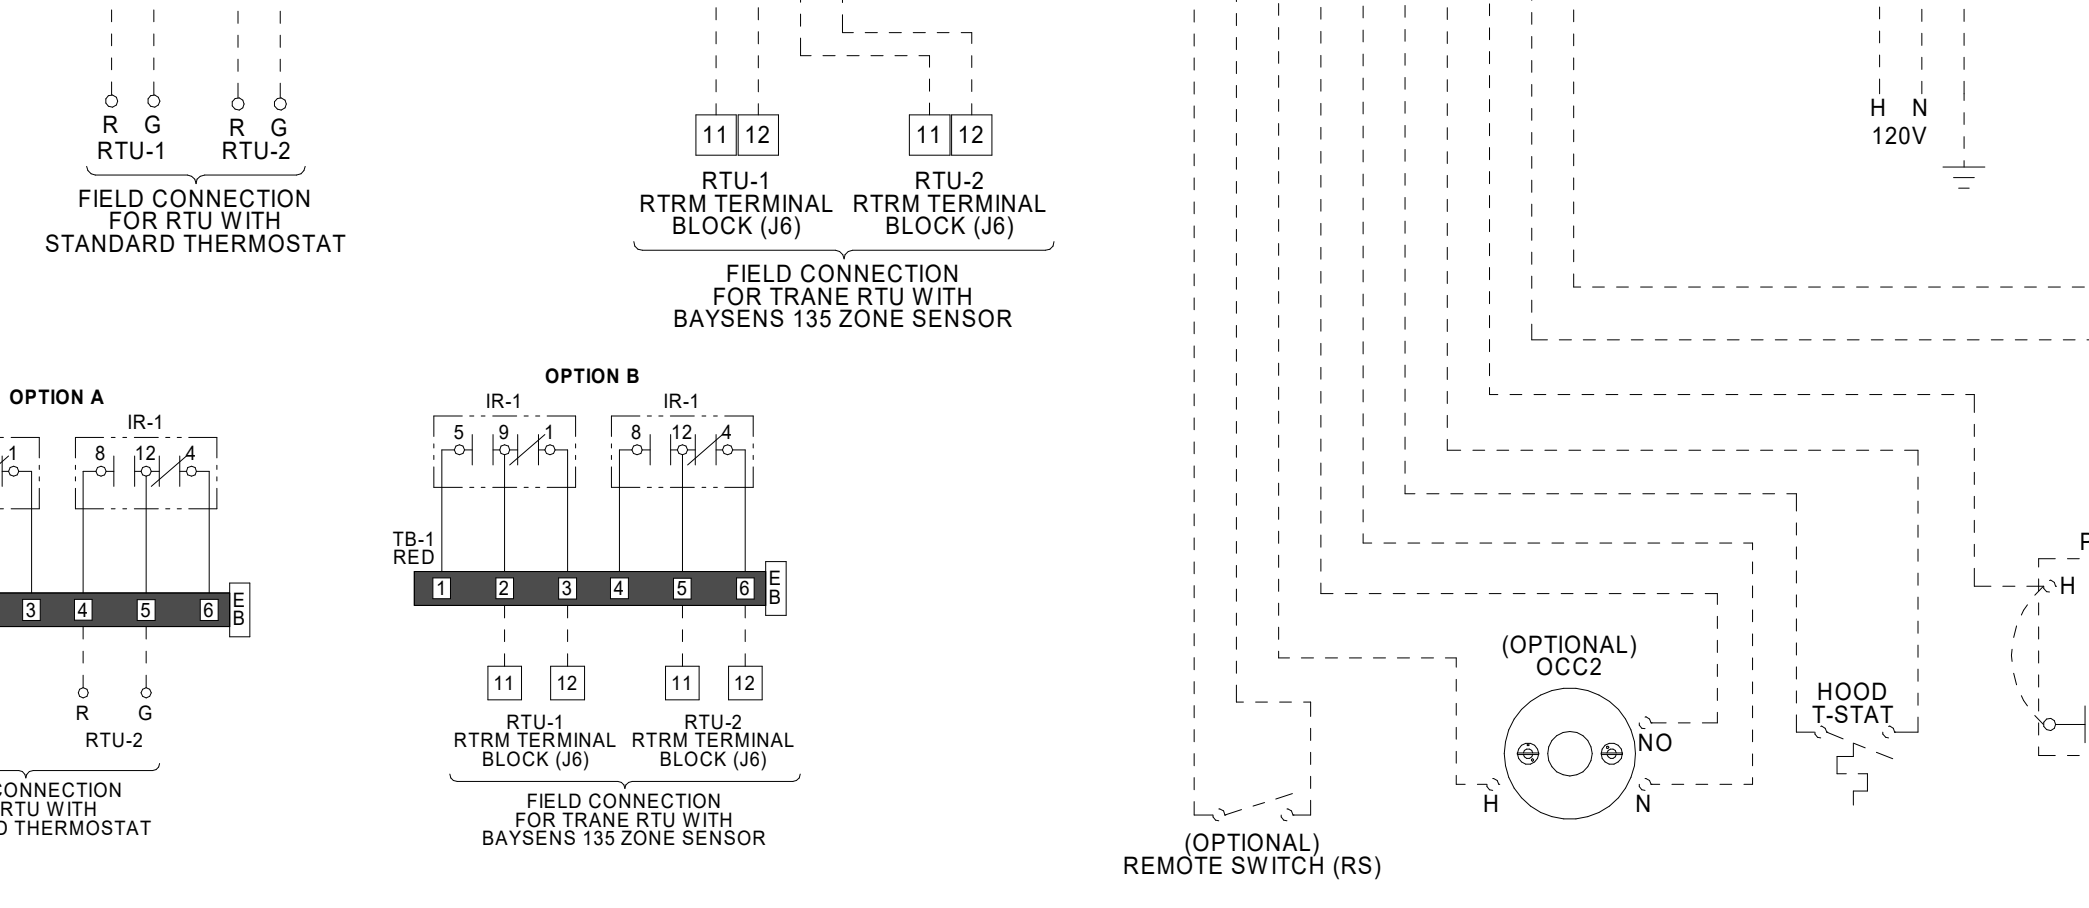 R G R G
RTU-1 RTU-2
FIELD CONNECTION
FOR RTU WITH
STANDARD THERMOSTAT
11 12 11 12
RTU-1
RTRM TERMINAL
BLOCK (J6)
RTU-2
RTRM TERMINAL
BLOCK (J6)
FIELD CONNECTION
FOR TRANE RTU WITH
BAYSENS 135 ZONE SENSOR
H N
120V
OPTION A
IR-1
1 8 12 4
3 4 5 6
E
B
R G
RTU-2
CONNECTION
RTU WITH
D THERMOSTAT
OPTION B
IR-1 IR-1
5 9 1 8 12 4
TB-1
RED
1 2 3 4 5 6
E
B
11 12 11 12
RTU-1
RTRM TERMINAL
BLOCK (J6)
RTU-2
RTRM TERMINAL
BLOCK (J6)
FIELD CONNECTION
FOR TRANE RTU WITH
BAYSENS 135 ZONE SENSOR
(OPTIONAL)
REMOTE SWITCH (RS)
(OPTIONAL)
OCC2
NO
H N
HOOD
T-STAT
H